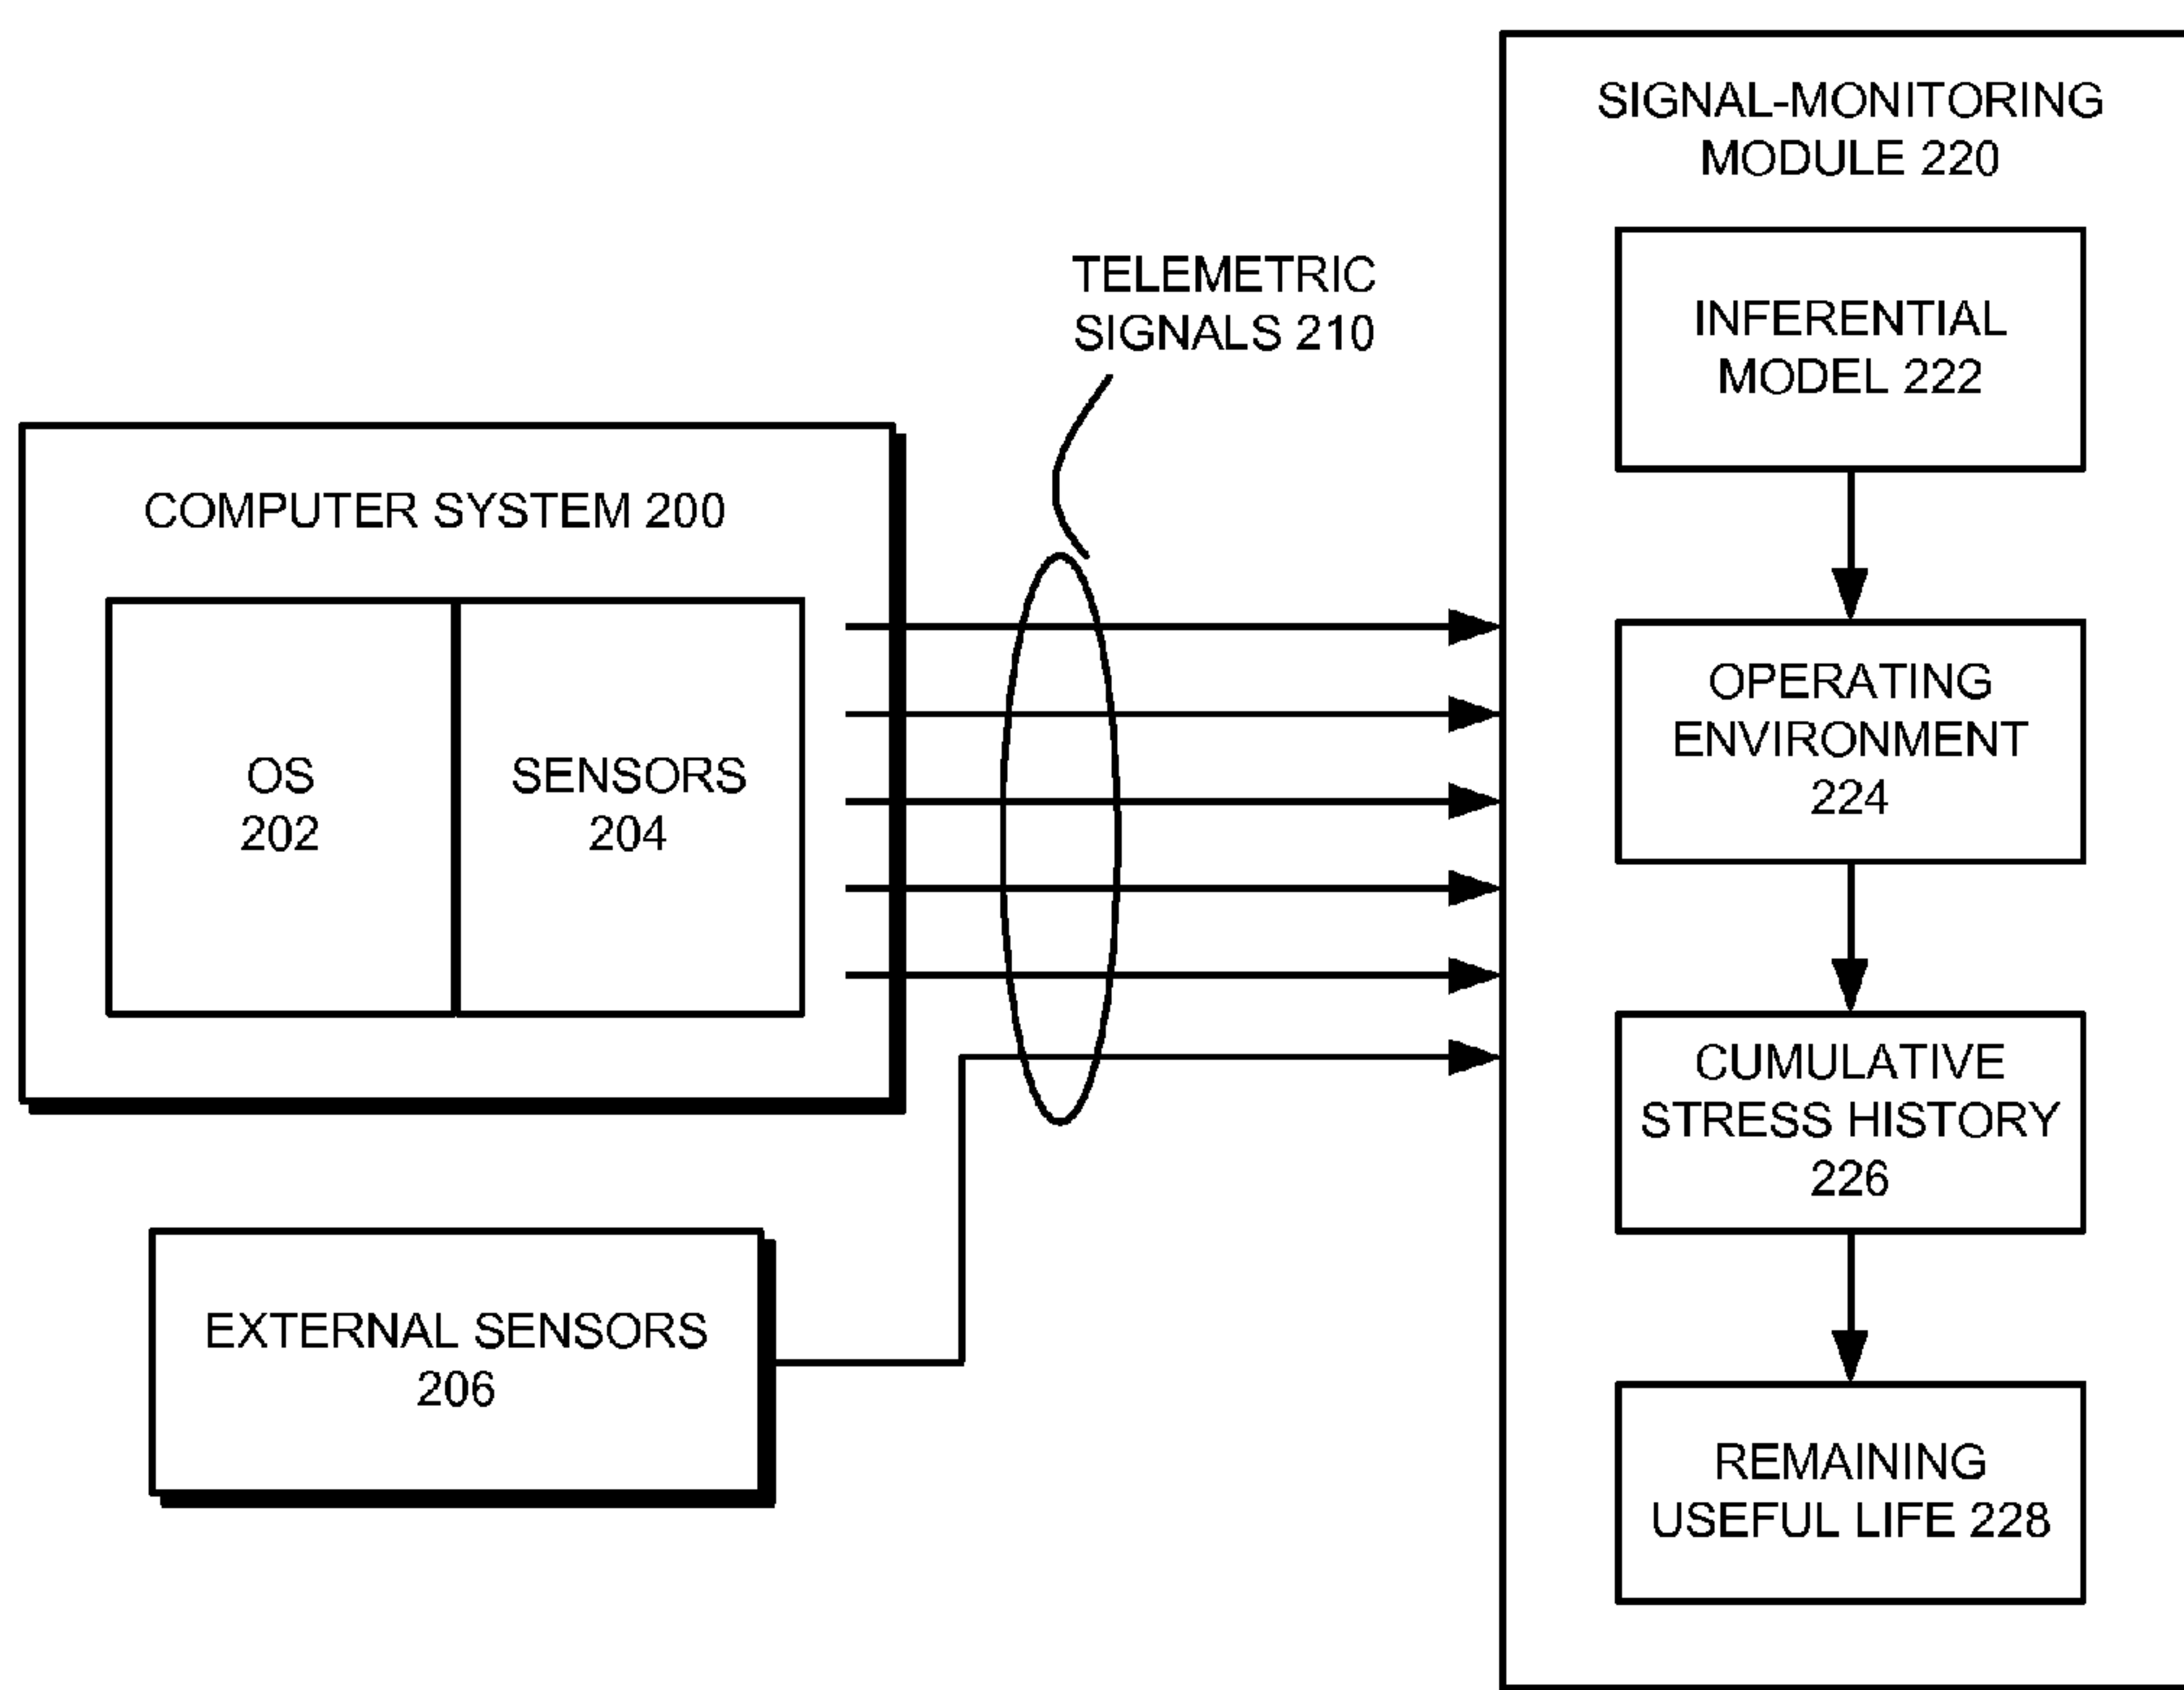 SIGNAL-MONITORING
MODULE 220
TELEMETRIC
SIGNALS 210
INFERENTIAL
MODEL 222
COMPUTER SYSTEM 200
OS
202
SENSORS
204
OPERATING
ENVIRONMENT
224
CUMULATIVE
STRESS HISTORY
226
EXTERNAL SENSORS
206
REMAINING
USEFUL LIFE 228